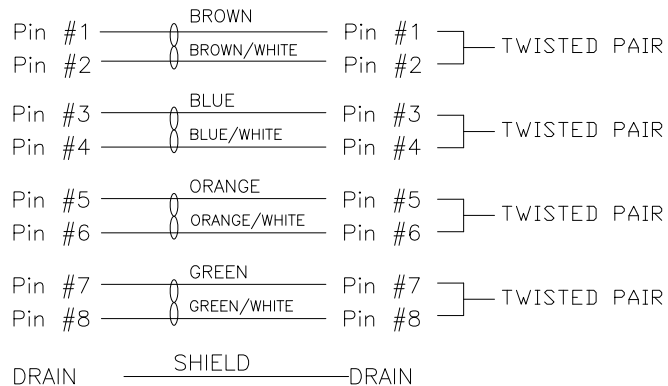 BROWN
Pin #1 Pin #1
BROWN/WHITE TWISTED PAIR
Pin #2 Pin #2
BLUE
Pin #3 Pin #3
BLUE/WHITE TWISTED PAIR
Pin #4 Pin #4
ORANGE
Pin #5 Pin #5
ORANGE/WHITE TWISTED PAIR
Pin #6 Pin #6
GREEN
Pin #7 Pin #7
GREEN/WHITE TWISTED PAIR
Pin #8 Pin #8
SHIELD
DRAIN DRAIN